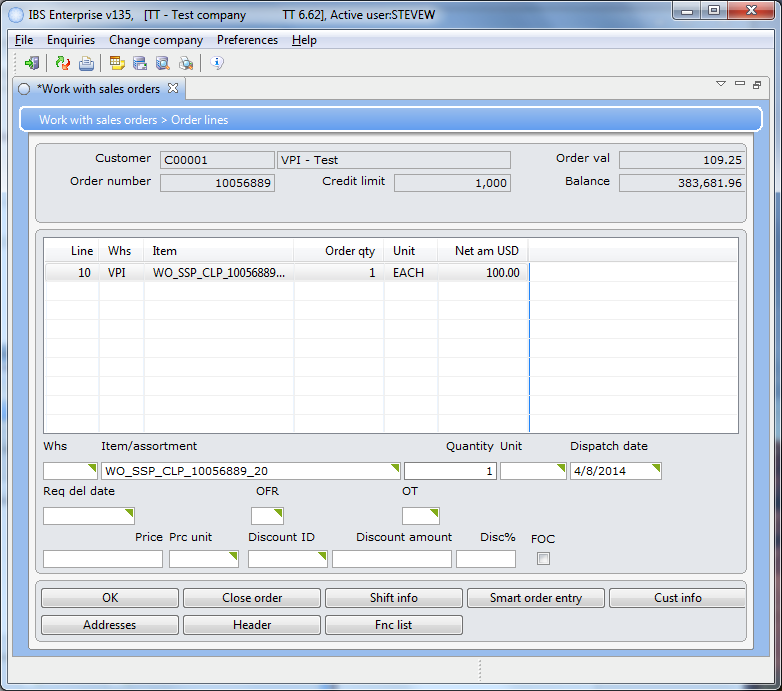 IBS Enterprise v135, [TT - Test company TT 6.62], Active user:STEVEW
File Enquiries Change company Preferences Help
*Work with sales orders
Work with sales orders > Order lines
Customer C00001 VPI - Test Order val 109.25
Order number 10056889 Credit limit 1,000 Balance 383,681.96
Line Whs Item Order qty Unit Net am USD
10 VPI WO_SSP_CLP_10056889... 1 EACH 100.00
Whs Item/assortment Quantity Unit Dispatch date
WO_SSP_CLP_10056889_20 1 4/8/2014
Req del date OFR OT
Price Prc unit Discount ID Discount amount Disc% FOC
OK Close order Shift info Smart order entry Cust info
Addresses Header Fnc list